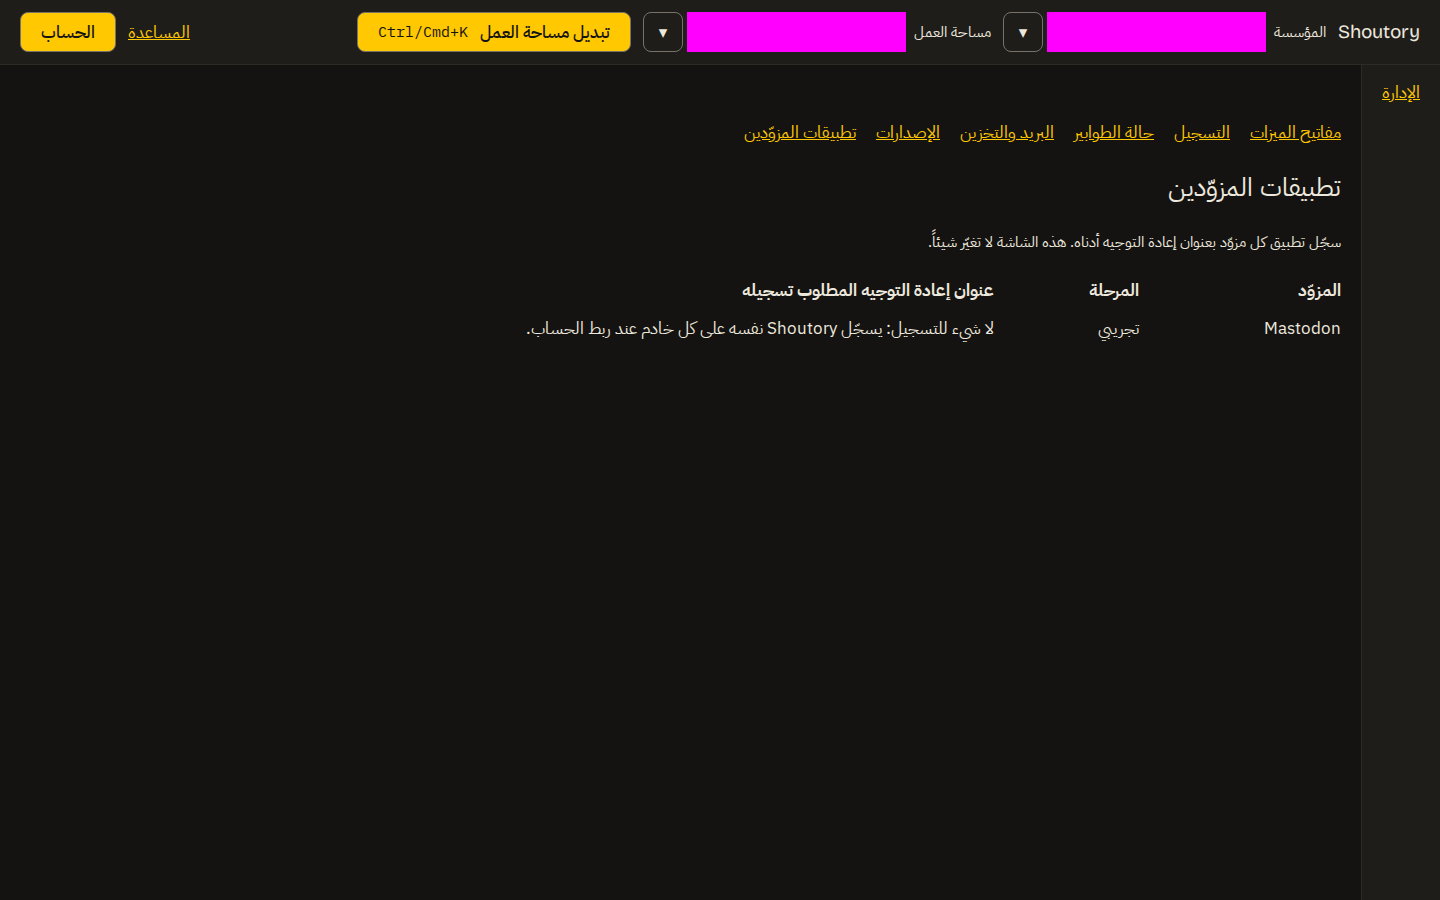 Shoutory المؤسسة ▼ مساحة العمل ▼ تبديل مساحة العمل Ctrl/Cmd+K المساعدة الحساب
الإدارة
مفاتيح الميزات التسجيل حالة الطوابير البريد والتخزين الإصدارات تطبيقات المزوّدين
تطبيقات المزوّدين
سجّل تطبيق كل مزوّد بعنوان إعادة التوجيه أدناه. هذه الشاشة لا تغيّر شيئاً.
المزوّد المرحلة عنوان إعادة التوجيه المطلوب تسجيله
Mastodon تجريبي لا شيء للتسجيل: يسجّل Shoutory نفسه على كل خادم عند ربط الحساب.